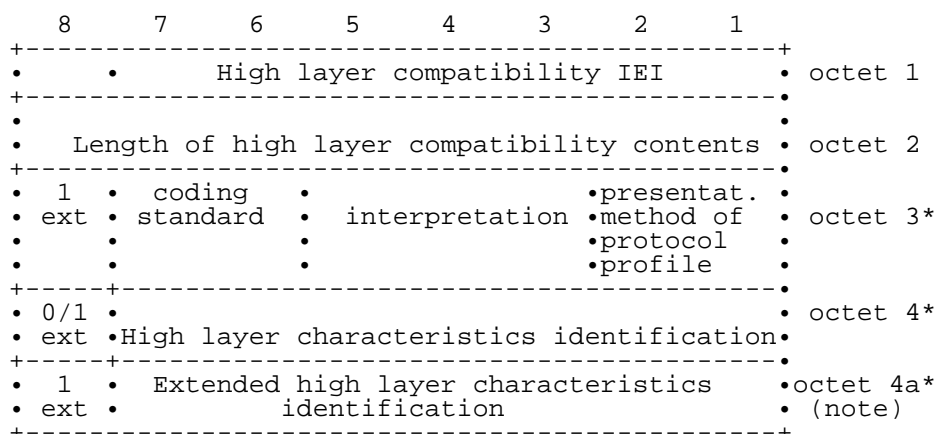 8 7 6 5 4 3 2 1
+-----------------------------------------------+
• • High layer compatibility IEI • octet 1
+-----------------------------------------------•
• •
• Length of high layer compatibility contents • octet 2
+-----------------------------------------------•
• 1 • coding • •presentat. •
• ext • standard • interpretation •method of • octet 3*
• • • •protocol •
• • • •profile •
+-----+-----------------------------------------•
• 0/1 • • octet 4*
• ext •High layer characteristics identification•
+-----+-----------------------------------------•
• 1 • Extended high layer characteristics •octet 4a*
• ext • identification • (note)
+-----------------------------------------------+